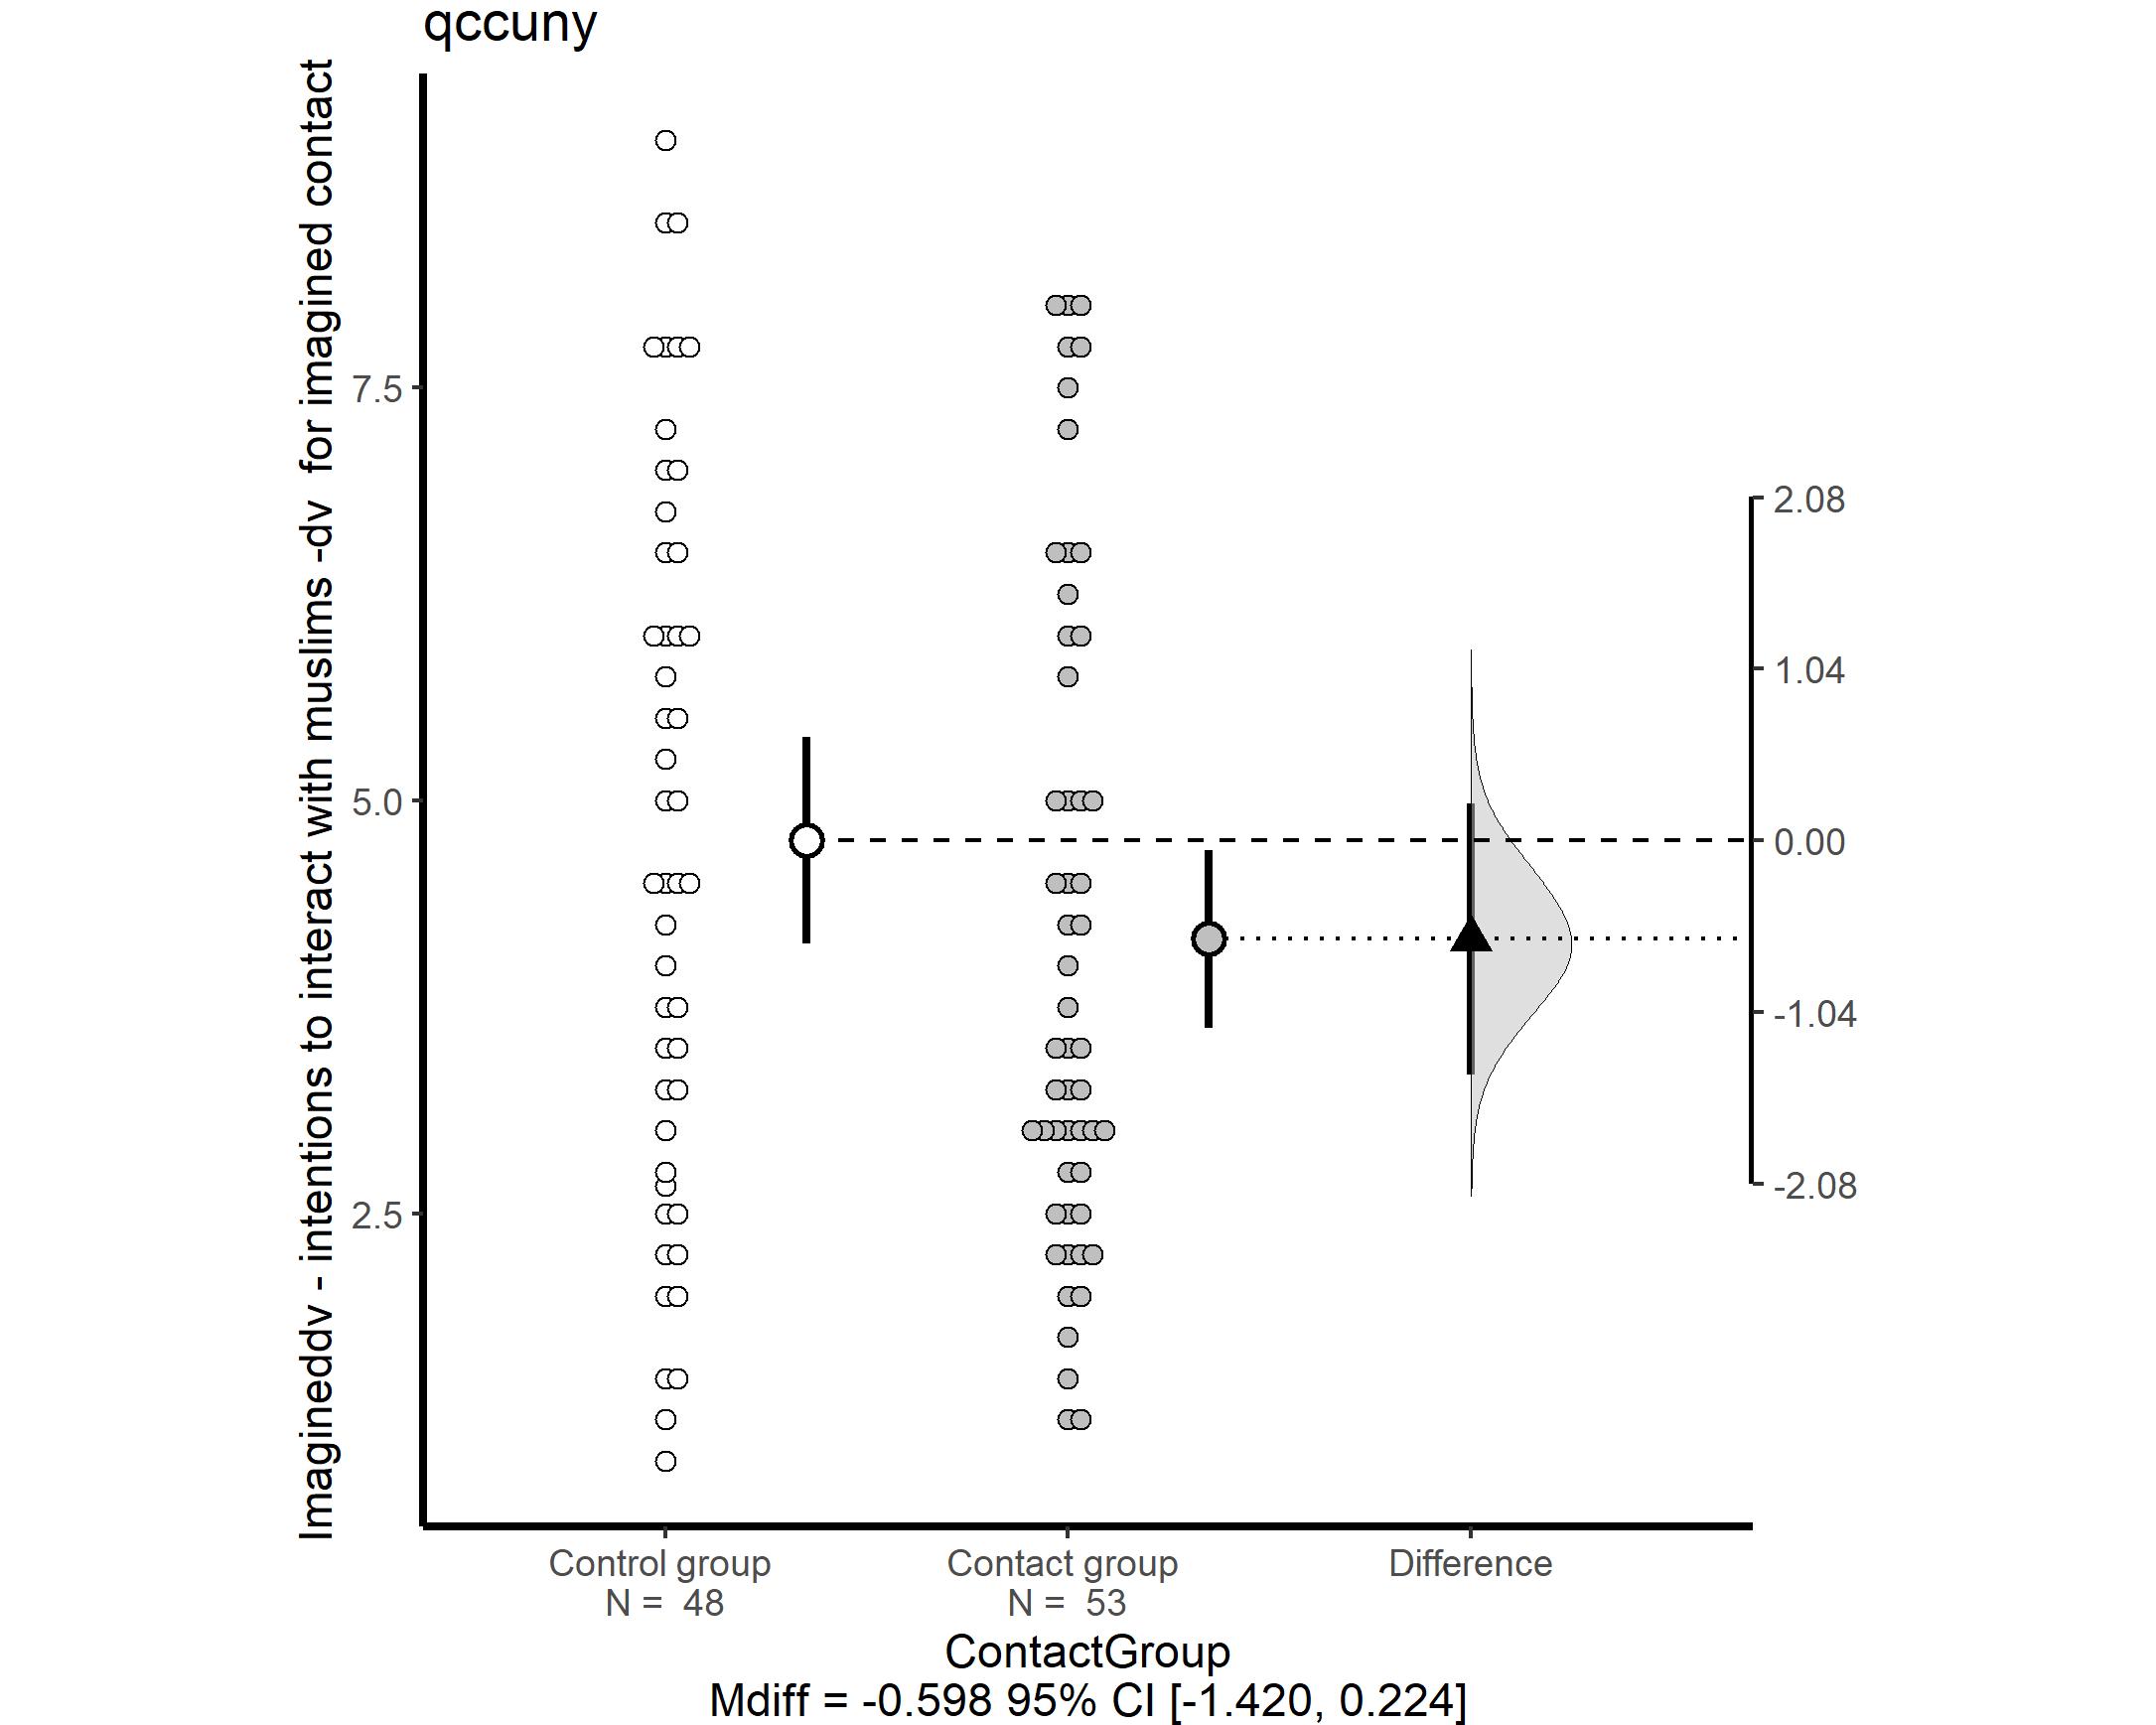 qccuny
Imagineddv - intentions to interact with muslims -dv  for imagined contact
7.5
5.0
2.5
2.08
1.04
0.00
-1.04
-2.08
Control group
N =  48
Contact group
N =  53
Difference
ContactGroup
Mdiff = -0.598 95% CI [-1.420, 0.224]